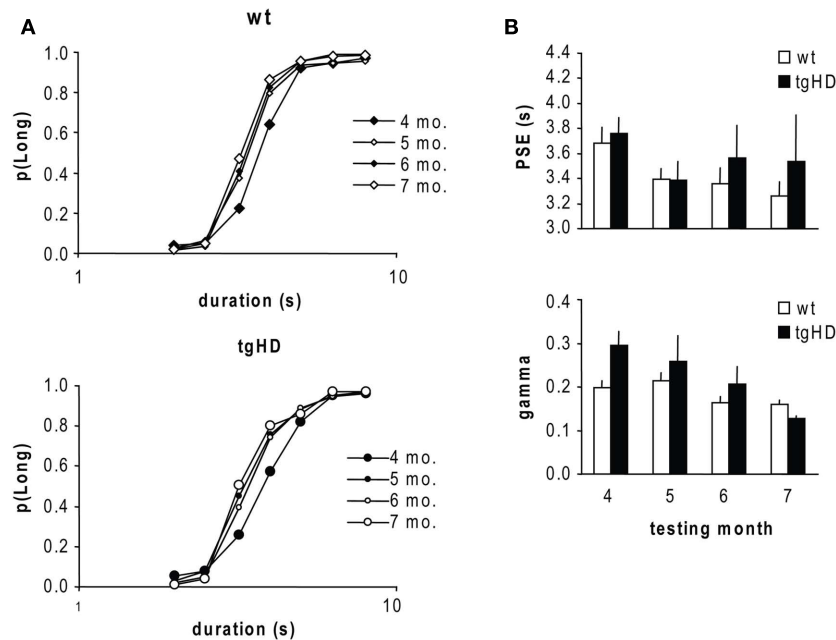 A
wt
p(Long)
1.0
0.8
0.6
0.4
0.2
0.0
4 mo.
5 mo.
6 mo.
7 mo.
1
10
duration (s)
tgHD
p(Long)
1.0
0.8
0.6
0.4
0.2
0.0
4 mo.
5 mo.
6 mo.
7 mo.
1
10
duration (s)
B
PSE (s)
4.4
4.2
4.0
3.8
3.6
3.4
3.2
3.0
wt
tgHD
gamma
0.4
0.3
0.2
0.1
0.0
wt
tgHD
4
5
6
7
testing month